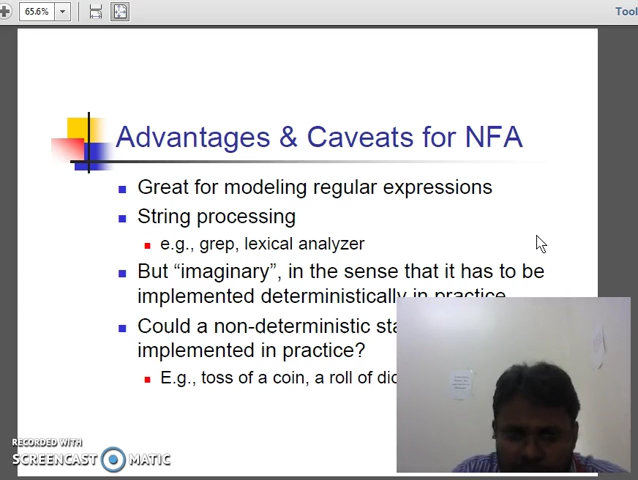 65.6%
Tool
Advantages & Caveats for NFA
Great for modeling regular expressions
String processing
e.g., grep, lexical analyzer
But “imaginary”, in the sense that it has to be
implemented deterministically in practice
Could a non-deterministic
implemented in practice?
E.g., toss of a coin, a roll of
RECORDED WITH
SCREENCAST MATIC